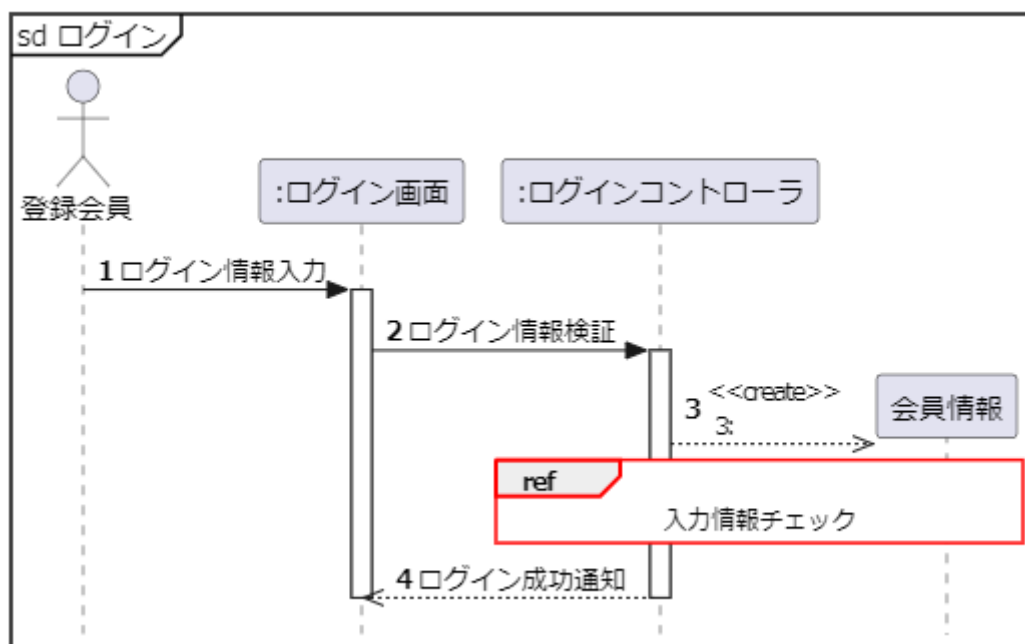 sd ログイン
登録会員
:ログイン画面
:ログインコントローラ
1 ログイン情報入力
2 ログイン情報検証
3 <<create>>
3:
会員情報
ref
入力情報チェック
4 ログイン成功通知